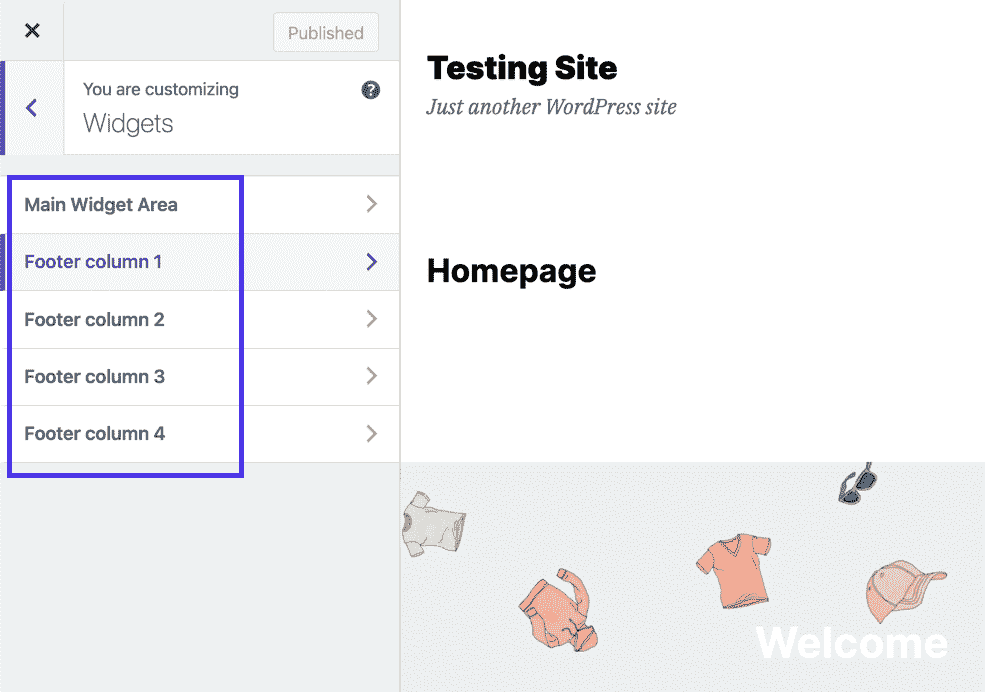 Published
You are customizing
?
Widgets
Main Widget Area
Footer column 1
Footer column 2
Footer column 3
Footer column 4
Testing Site
Just another WordPress site
Homepage
Welcome